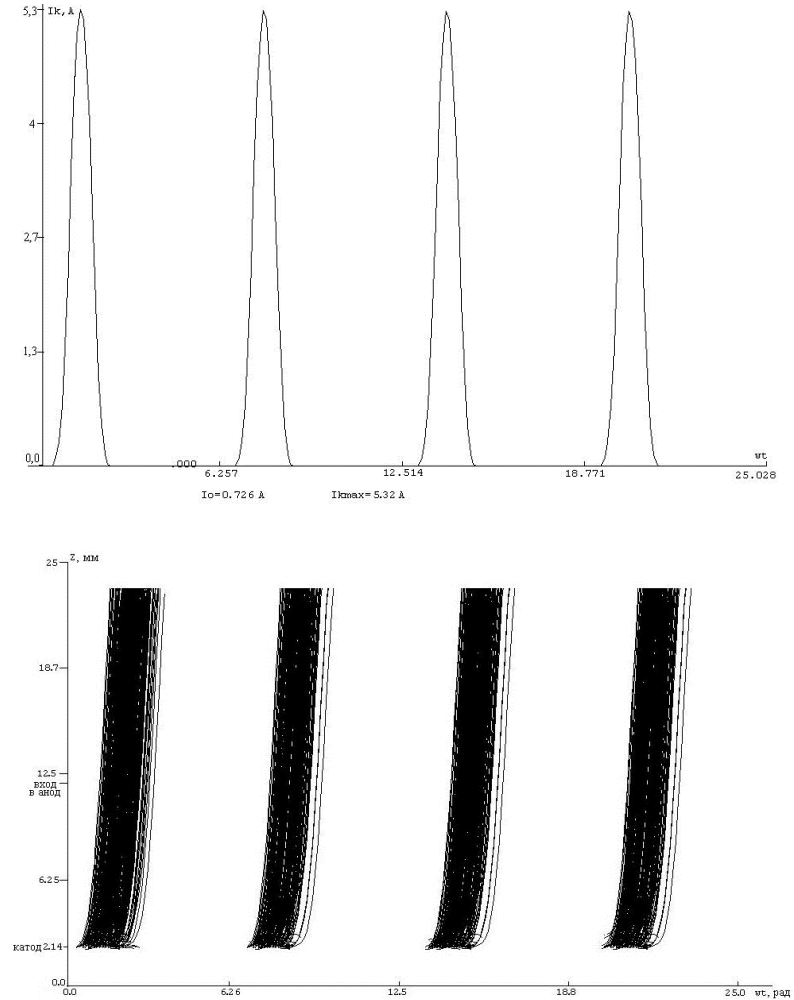 5,3 Ik, A
4
2,7
1,3
0,0
.000 wt
6.257 12.514 18.771 25.028
Io=0.726 A Ikmax=5.32 A
25 Z, мм
18.7
12.5
вход
в анод
6.25
катод 2.14
0.0
0.0 6.26 12.5 18.8 25.0 wt, рад